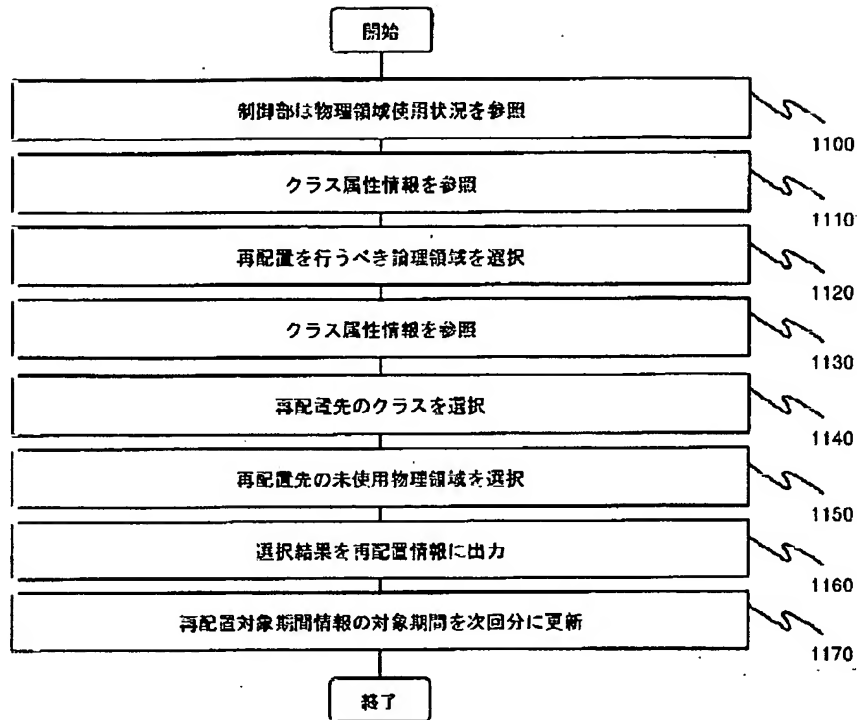 開始
制御部は物理領域使用状況を参照
1100
クラス属性情報を参照
1110
再配置を行うべき論理領域を選択
1120
クラス属性情報を参照
1130
再配置先のクラスを選択
1140
再配置先の未使用物理領域を選択
1150
選択結果を再配置情報に出力
1160
再配置対象期間情報の対象期間を次回分に更新
1170
終了